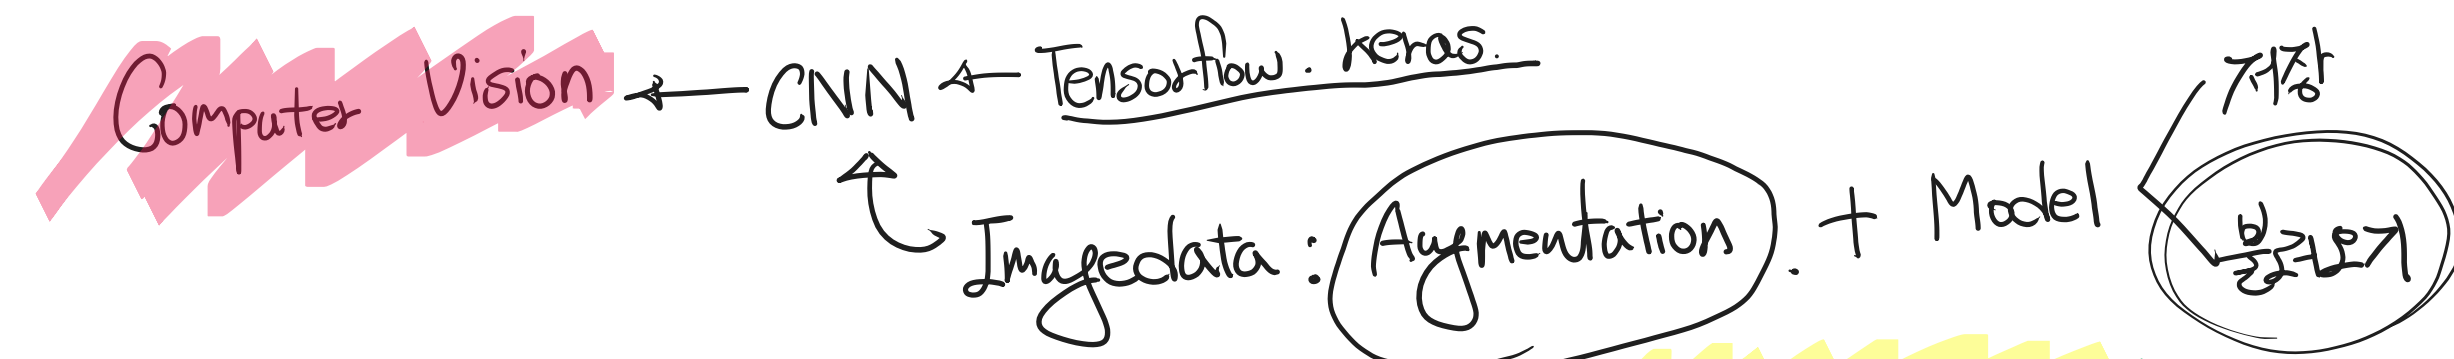 Computer Vision ← CNN ← Tensorflow. keras.
저장
Imagedata : Augmentation. + Model
불러오기